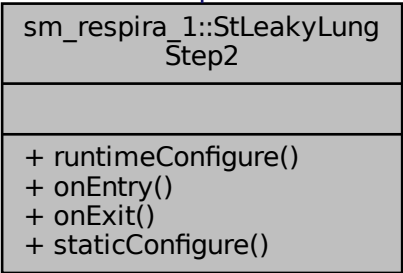 sm_respira_1::StLeakyLung
Step2
+ runtimeConfigure()
+ onEntry()
+ onExit()
+ staticConfigure()